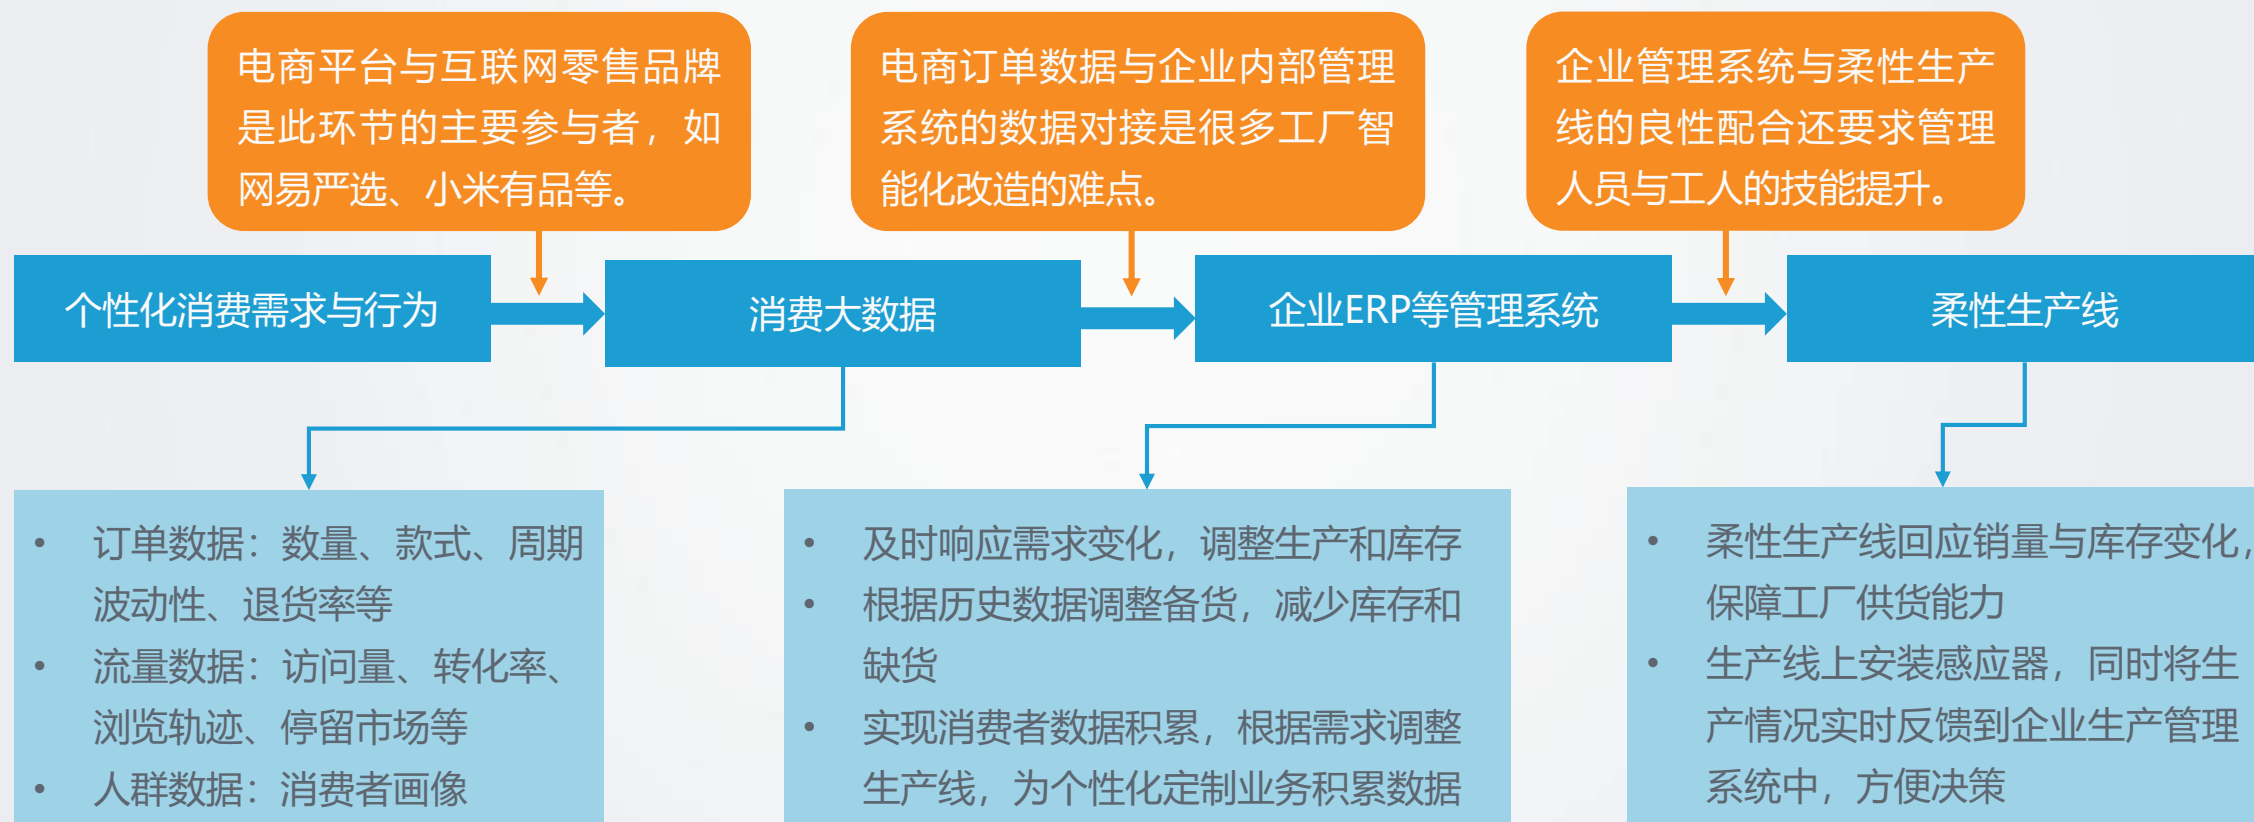 电商平台与互联网零售品牌
是此环节的主要参与者，如
网易严选、小米有品等。
电商订单数据与企业内部管理
系统的数据对接是很多工厂智
能化改造的难点。
企业管理系统与柔性生产
线的良性配合还要求管理
人员与工人的技能提升。
个性化消费需求与行为
消费大数据
企业ERP等管理系统
柔性生产线
• 订单数据：数量、款式、周期
波动性、退货率等
• 流量数据：访问量、转化率、
浏览轨迹、停留市场等
• 人群数据：消费者画像
• 及时响应需求变化，调整生产和库存
• 根据历史数据调整备货，减少库存和
缺货
• 实现消费者数据积累，根据需求调整
生产线，为个性化定制业务积累数据
• 柔性生产线回应销量与库存变化，
保障工厂供货能力
• 生产线上安装感应器，同时将生
产情况实时反馈到企业生产管理
系统中，方便决策